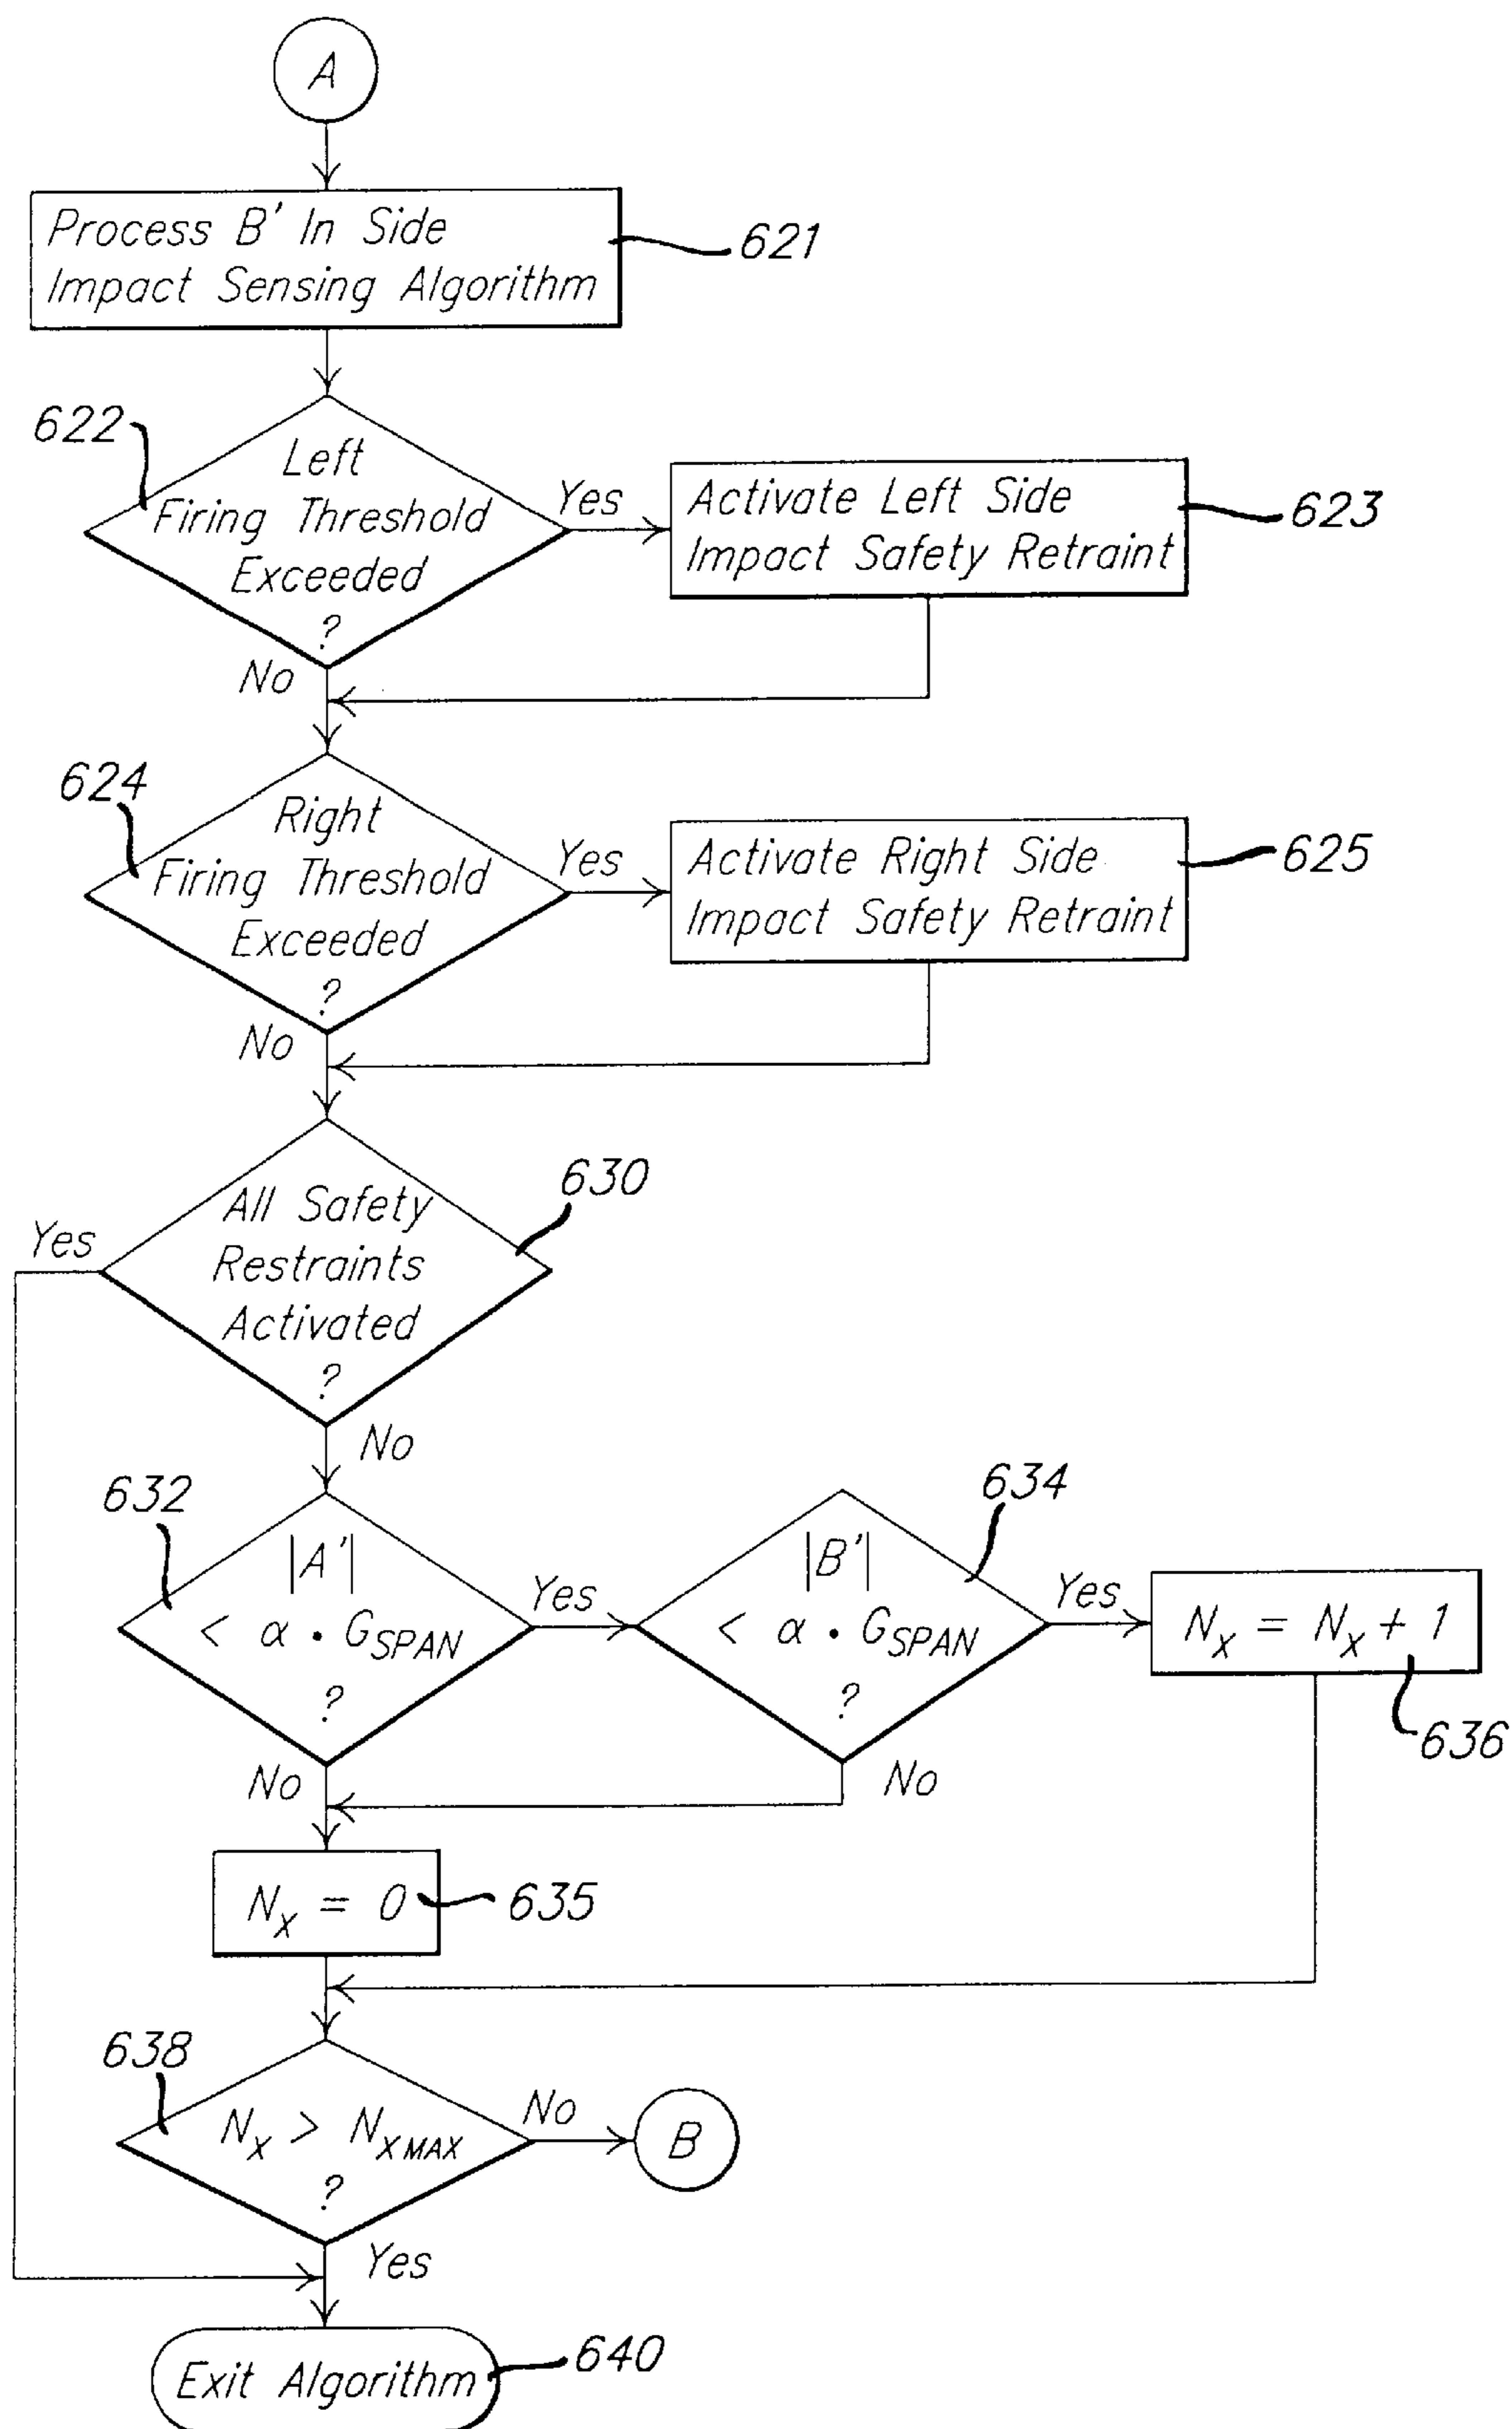 A
Process B' In Side
Impact Sensing Algorithm
621
622
Left
Firing Threshold
Exceeded
?
Yes
No
Activate Left Side
Impact Safety Retraint
623
624
Right
Firing Threshold
Exceeded
?
Yes
No
Activate Right Side
Impact Safety Retraint
625
630
All Safety
Restraints
Activated
?
Yes
No
632
|A'|
< α • G_SPAN
?
Yes
No
634
|B'|
< α • G_SPAN
?
Yes
No
N_X = N_X + 1
636
N_X = 0
635
638
N_X > N_XMAX
?
No
B
Yes
Exit Algorithm
640